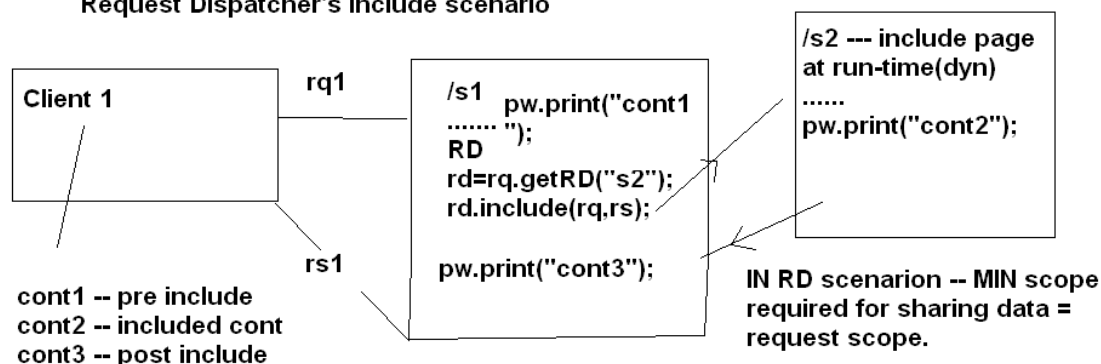 Request Dispatcher's include scenario
Client 1
rq1
rs1
/s1
pw.print("cont1
....... ");
RD
rd=rq.getRD("s2");
rd.include(rq,rs);
pw.print("cont3");
/s2 --- include page
at run-time(dyn)
......
pw.print("cont2");
cont1 -- pre include
cont2 -- included cont
cont3 -- post include
IN RD scenarion -- MIN scope
required for sharing data =
request scope.